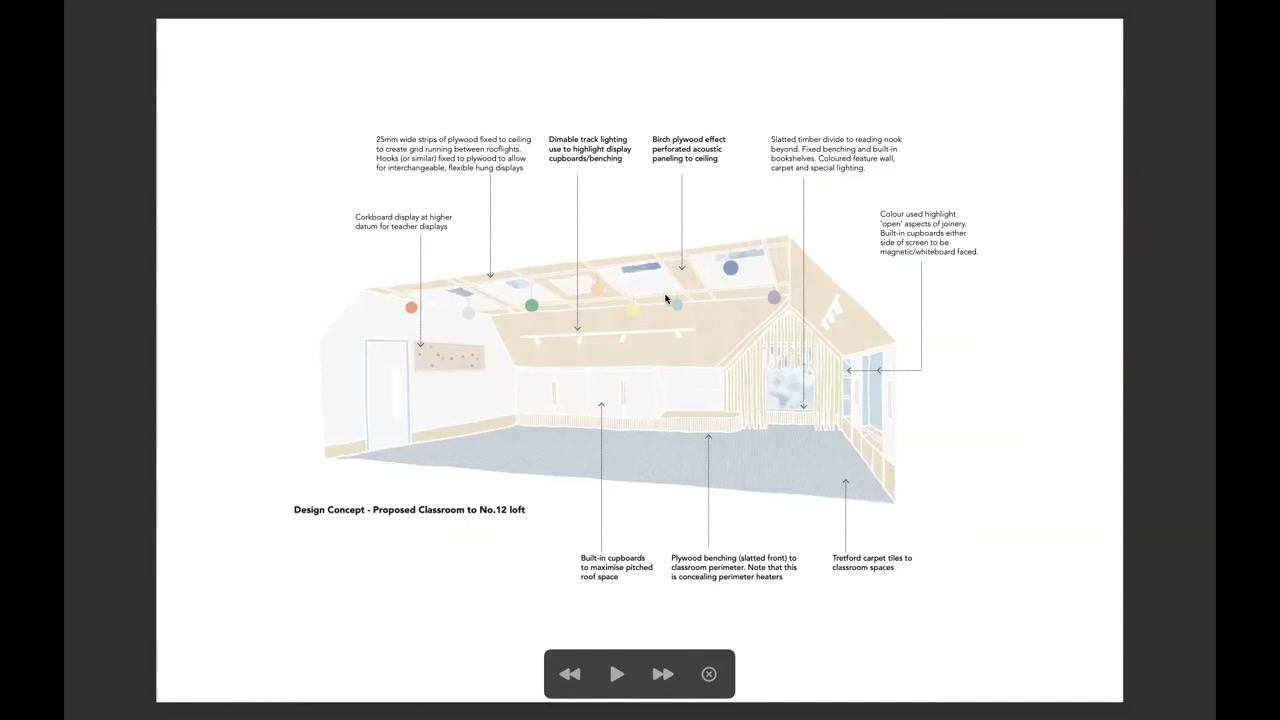 25mm wide strips of plywood fixed to ceiling
to create grid running between rooflights.
Hooks (or similar) fixed to plywood to allow
for interchangeable, flexible hung displays
Dimable track lighting
use to highlight display
cupboards/benching
Birch plywood effect
perforated acoustic
paneling to ceiling
Slatted timber divide to reading nook
beyond. Fixed benching and built-in
bookshelves. Coloured feature wall,
carpet and special lighting.
Corkboard display at higher
datum for teacher displays
Colour used highlight
'open' aspects of joinery.
Built-in cupboards either
side of screen to be
magnetic/whiteboard faced.
Design Concept - Proposed Classroom to No.12 loft
Built-in cupboards
to maximise pitched
roof space
Plywood benching (slatted front) to
classroom perimeter. Note that this
is concealing perimeter heaters
Tretford carpet tiles to
classroom spaces